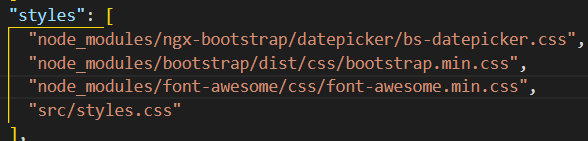 "styles": [
"node_modules/ngx-bootstrap/datepicker/bs-datepicker.css",
"node_modules/bootstrap/dist/css/bootstrap.min.css",
"node_modules/font-awesome/css/font-awesome.min.css",
"src/styles.css"
],